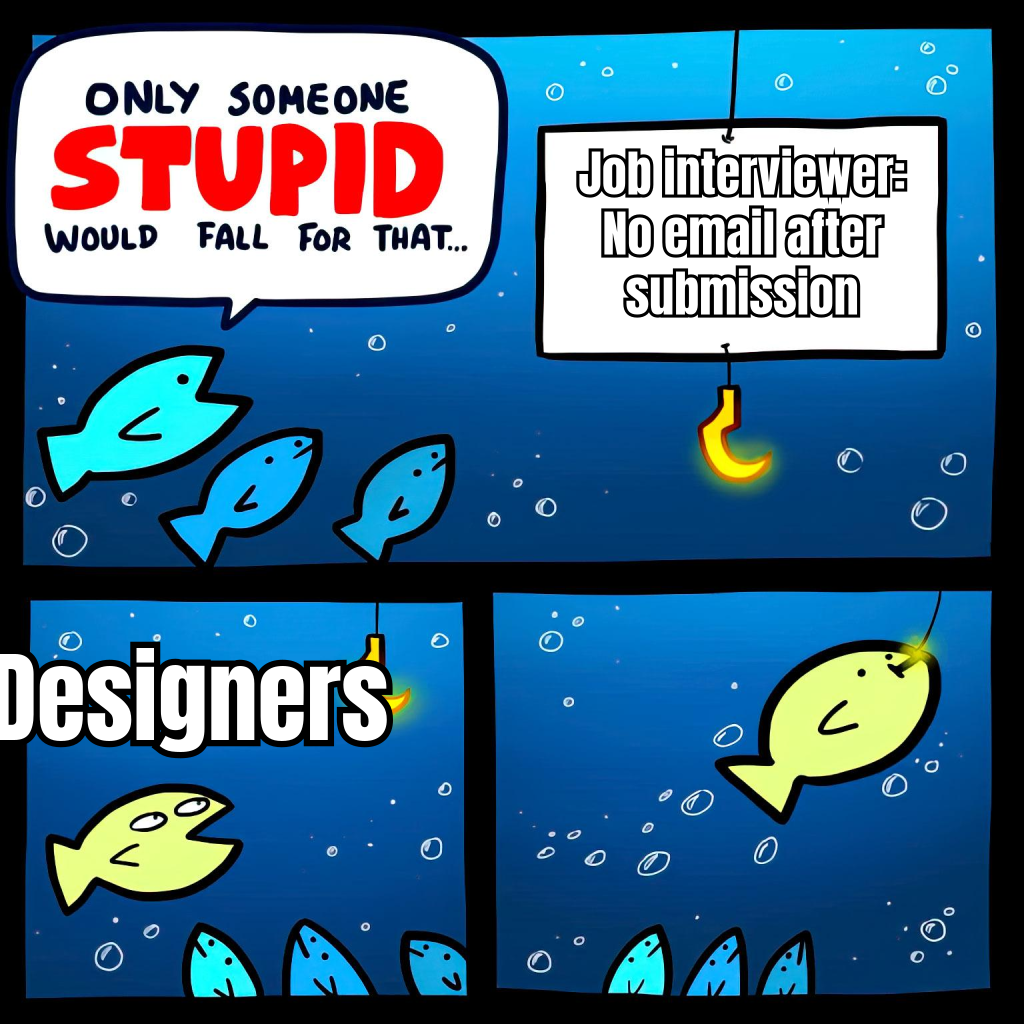 ONLY SOMEONE
STUPID
WOULD FALL FOR THAT...
Job interviewer:
No email after
submission
Designers